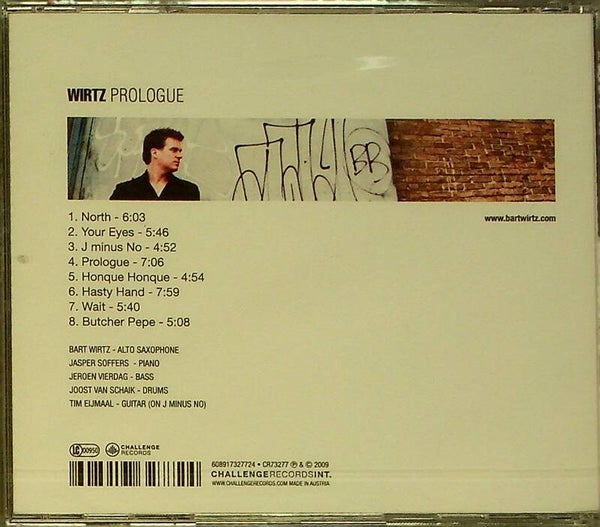 WIRTZ PROLOGUE
BB
1. North - 6:03
www.bartwirtz.com
2. Your Eyes - 5:46
3. J minus No - 4:52
4. Prologue - 7:06
5. Honque Honque - 4:54
6. Hasty Hand - 7:59
7. Wait - 5:40
8. Butcher Pepe - 5:08
BART WIRTZ - ALTO SAXOPHONE
JASPER SOFFERS - PIANO
JEROEN VIERDAG - BASS
JOOST VAN SCHAIK - DRUMS
TIM EIJMAAL - GUITAR (ON J MINUS NO)
LC 00950
CHALLENGE
RECORDS
608917327724 • CR73277 ℗ & © 2009
CHALLENGERECORDSINT.
WWW.CHALLENGERECORDS.COM MADE IN AUSTRIA